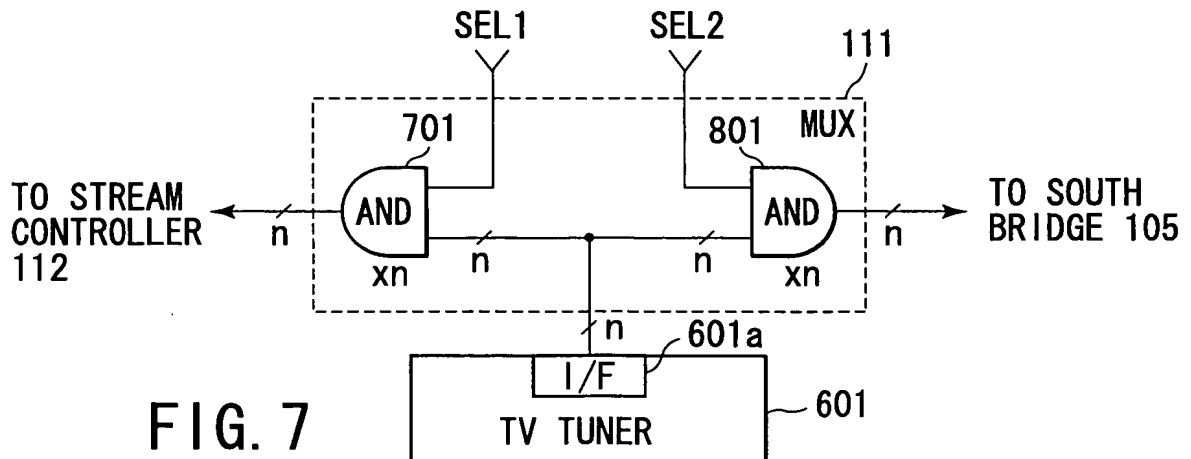 SEL1
SEL2
111
MUX
701
801
TO STREAM
CONTROLLER
112
n
AND
xn
n
n
AND
xn
n
TO SOUTH
BRIDGE 105
n
601a
I/F
601
TV TUNER
FIG. 7